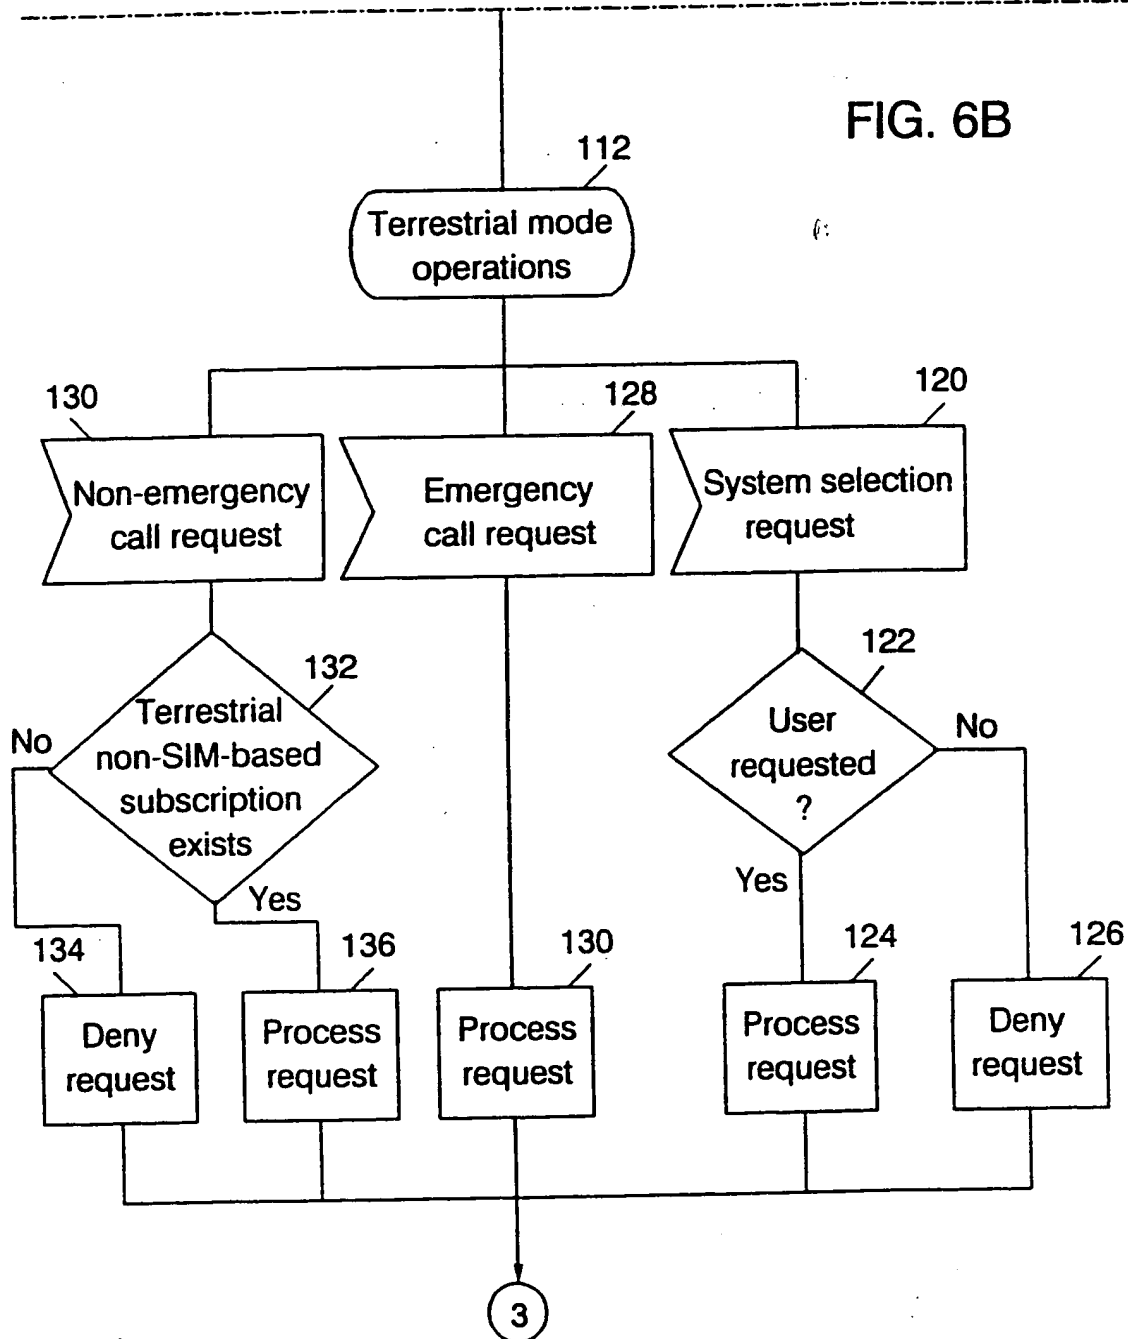 FIG. 6B
112
Terrestrial mode
operations
130
128
120
Non-emergency
call request
Emergency
call request
System selection
request
132
Terrestrial
non-SIM-based
subscription
exists
No
Yes
122
User
requested
?
No
Yes
134
Deny
request
136
Process
request
130
Process
request
124
Process
request
126
Deny
request
3